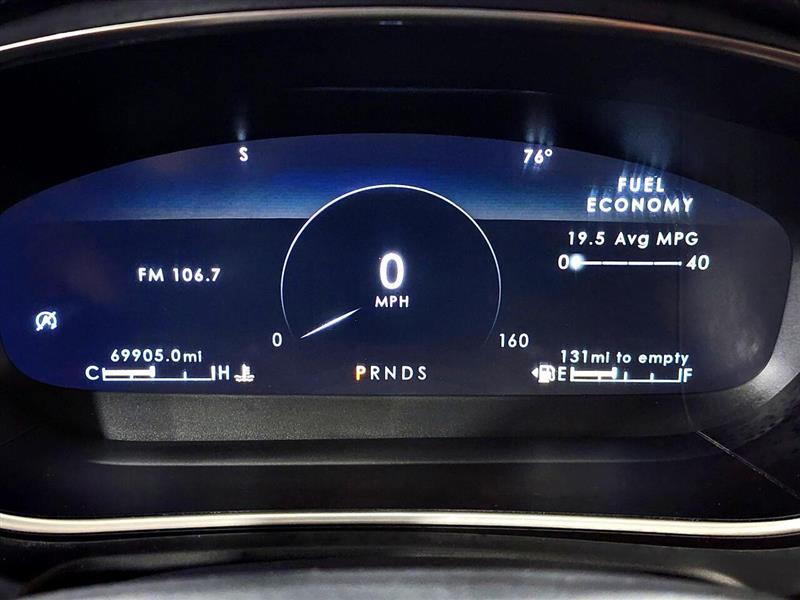 S
76°
FUEL
ECONOMY
19.5 Avg MPG
0 40
FM 106.7
0
MPH
0 160
69905.0mi
131mi to empty
C H
PRNDS
E F